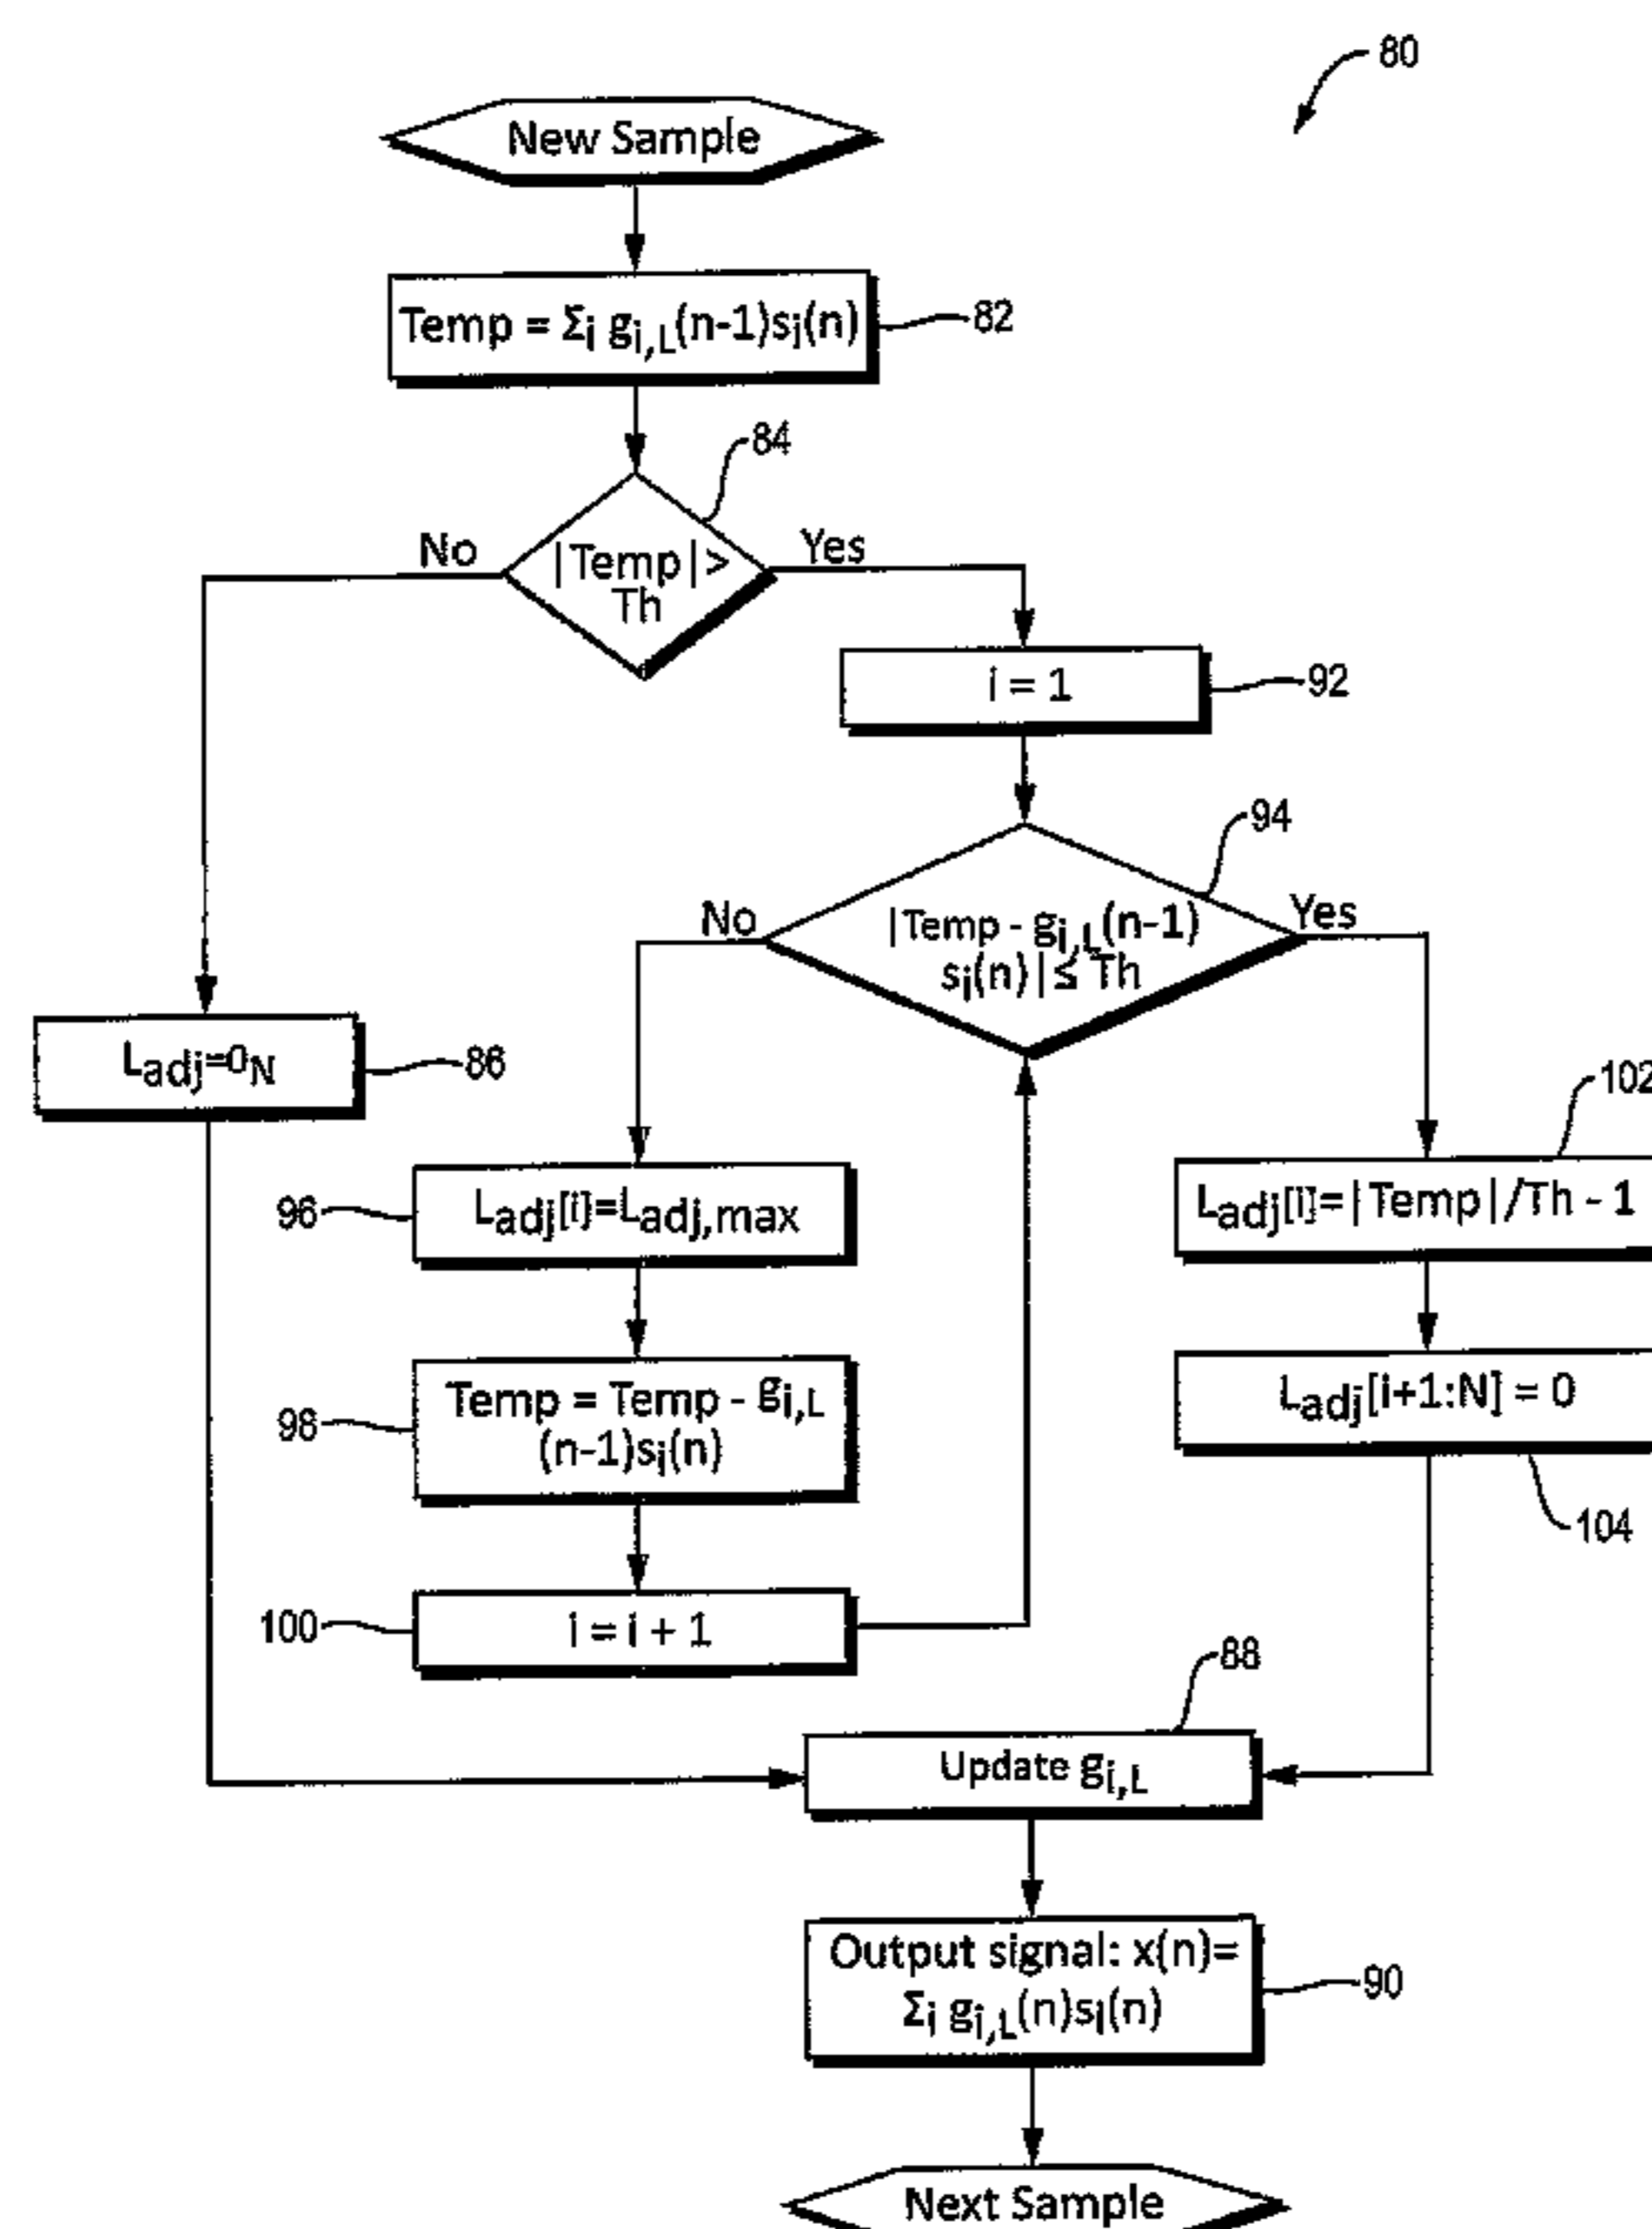 80
New Sample
Temp = Σi gi,L(n-1)si(n)
82
84
No
Yes
|Temp|>
Th
i = 1
92
94
No
Yes
|Temp - gi,L(n-1)
si(n)|≤ Th
Ladj=0N
86
102
96
Ladj[i]=Ladj,max
Ladj[i]=|Temp|/Th - 1
98
Temp = Temp - gi,L
(n-1)si(n)
Ladj[i+1:N] = 0
104
100
i = i + 1
88
Update gi,L
Output signal: x(n)=
Σi gi,L(n)si(n)
90
Next Sample